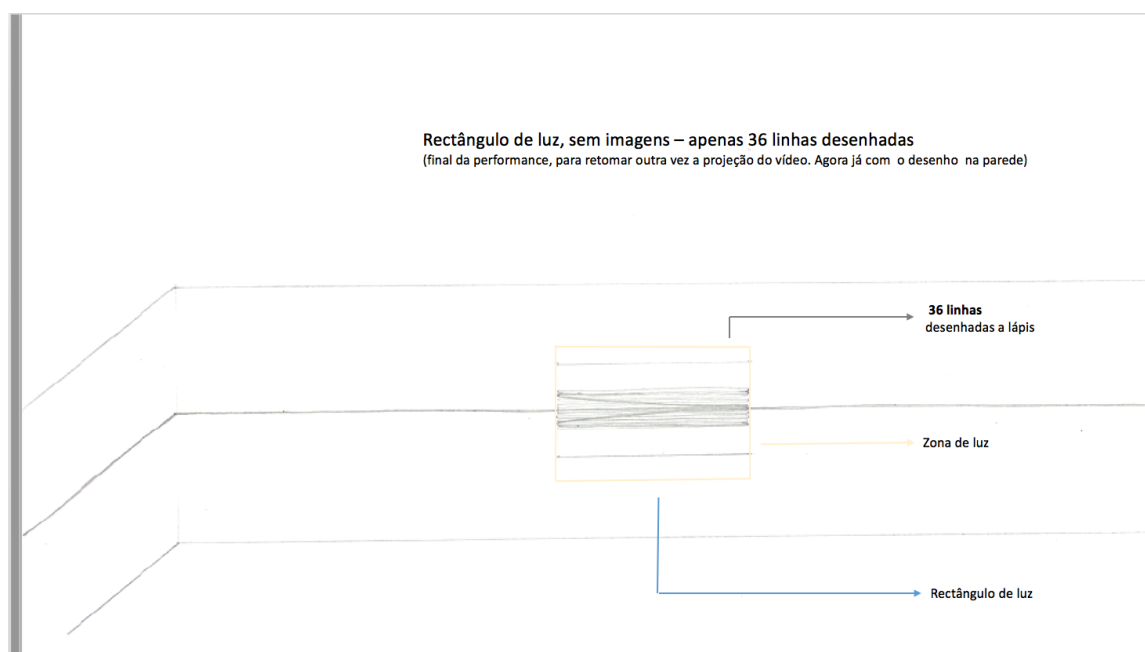 Rectângulo de luz, sem imagens – apenas 36 linhas desenhadas
(final da performance, para retomar outra vez a projeção do vídeo. Agora já com o desenho na parede)
36 linhas
desenhadas a lápis
Zona de luz
Rectângulo de luz